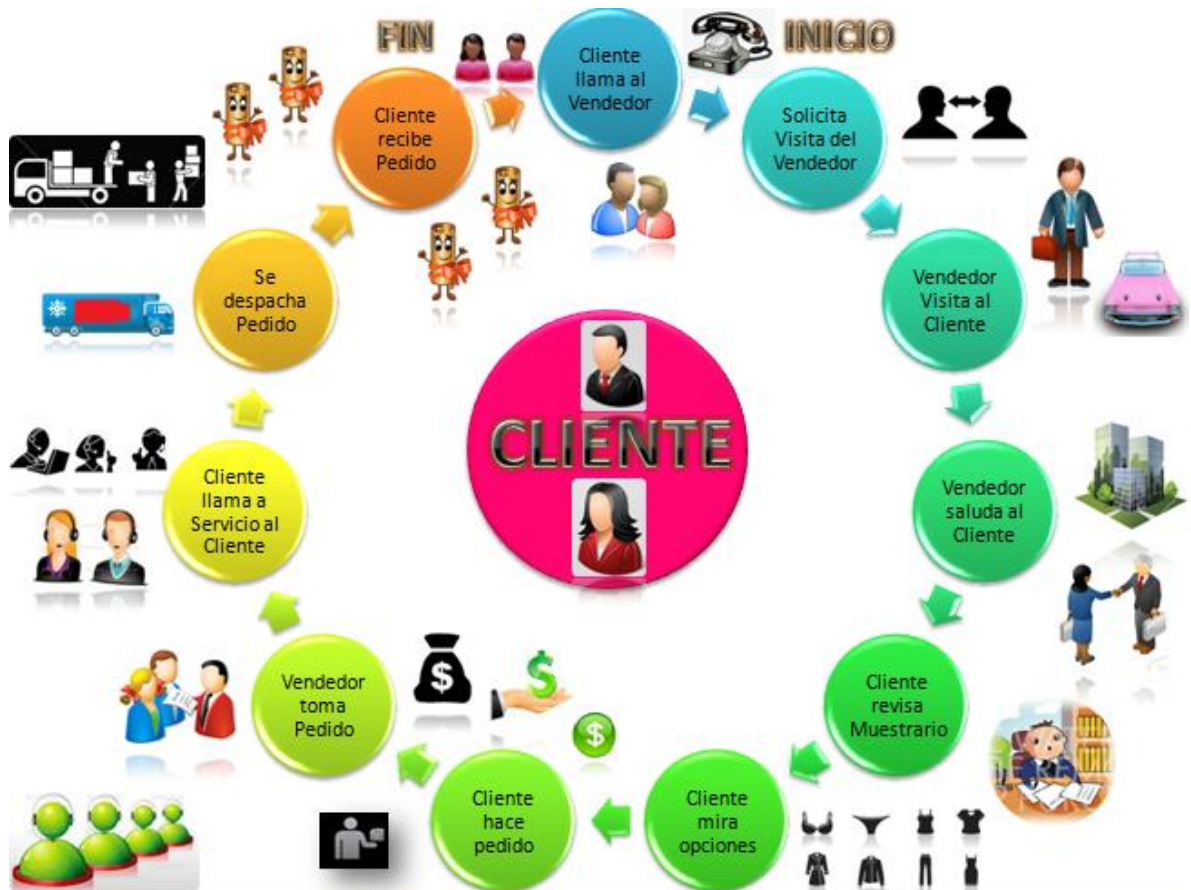 FIN
INICIO
Cliente
llama al
Vendedor
Solicita
Visita del
Vendedor
Vendedor
Visita al
Cliente
Vendedor
saluda al
Cliente
Cliente
revisa
Muestrario
Cliente
mira
opciones
Cliente
hace
pedido
Vendedor
toma
Pedido
Cliente
llama a
Servicio al
Cliente
Se
despacha
Pedido
Cliente
recibe
Pedido
CLIENTE
$
$
$